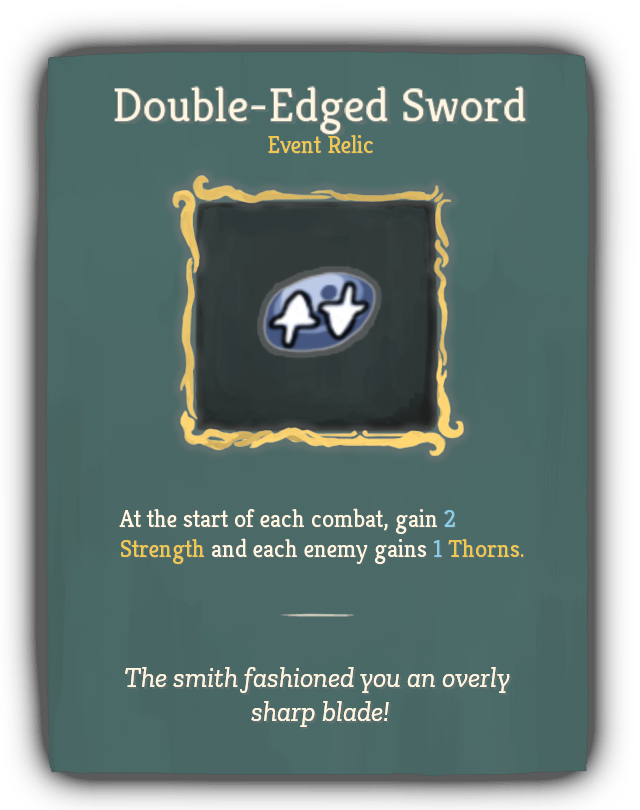 Double-Edged Sword
Event Relic
At the start of each combat, gain 2
Strength and each enemy gains 1 Thorns.
The smith fashioned you an overly
sharp blade!